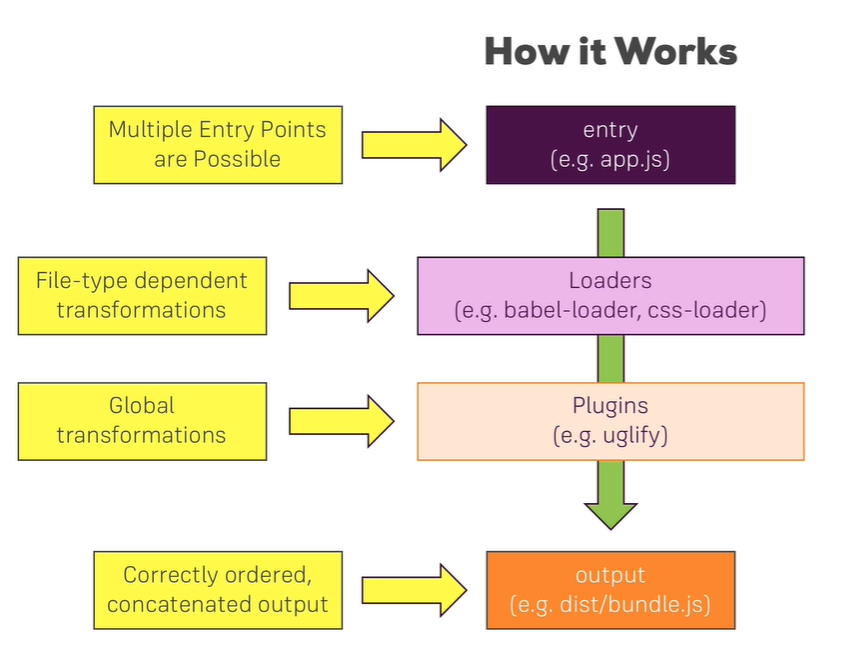 How it Works
Multiple Entry Points
are Possible
entry
(e.g. app.js)
File-type dependent
transformations
Loaders
(e.g. babel-loader, css-loader)
Global
transformations
Plugins
(e.g. uglify)
Correctly ordered,
concatenated output
output
(e.g. dist/bundle.js)